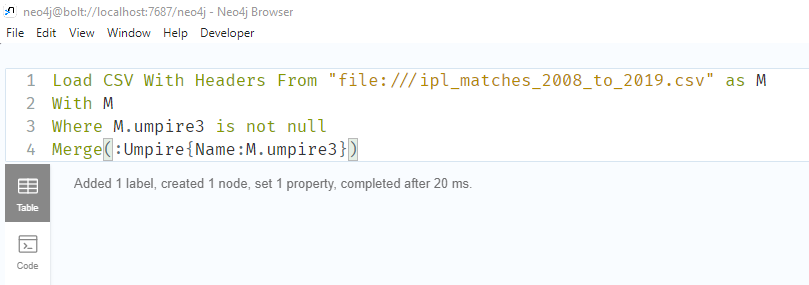 neo4j@bolt://localhost:7687/neo4j - Neo4j Browser
File Edit View Window Help Developer
1 Load CSV With Headers From "file:///ipl_matches_2008_to_2019.csv" as M
2 With M
3 Where M.umpire3 is not null
4 Merge(:Umpire{Name:M.umpire3})
Added 1 label, created 1 node, set 1 property, completed after 20 ms.
Table
Code